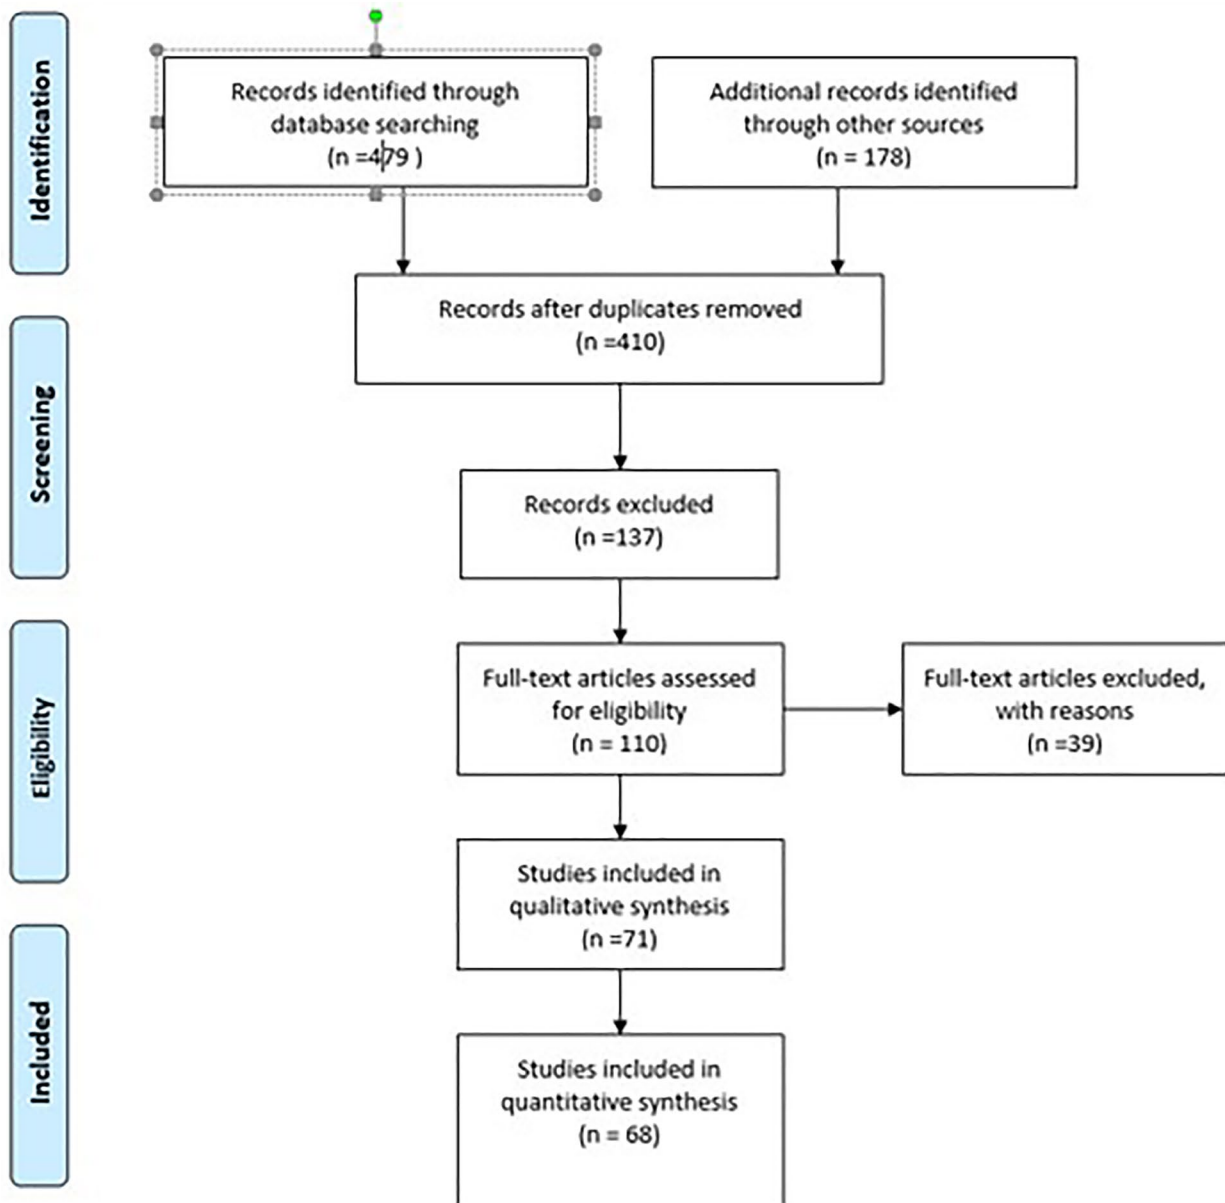 Identification
Records identified through
database searching
(n =479 )
Additional records identified
through other sources
(n = 178)
Records after duplicates removed
(n =410)
Screening
Records excluded
(n =137)
Eligibility
Full-text articles assessed
for eligibility
(n = 110)
Full-text articles excluded,
with reasons
(n =39)
Studies included in
qualitative synthesis
(n =71)
Included
Studies included in
quantitative synthesis
(n = 68)